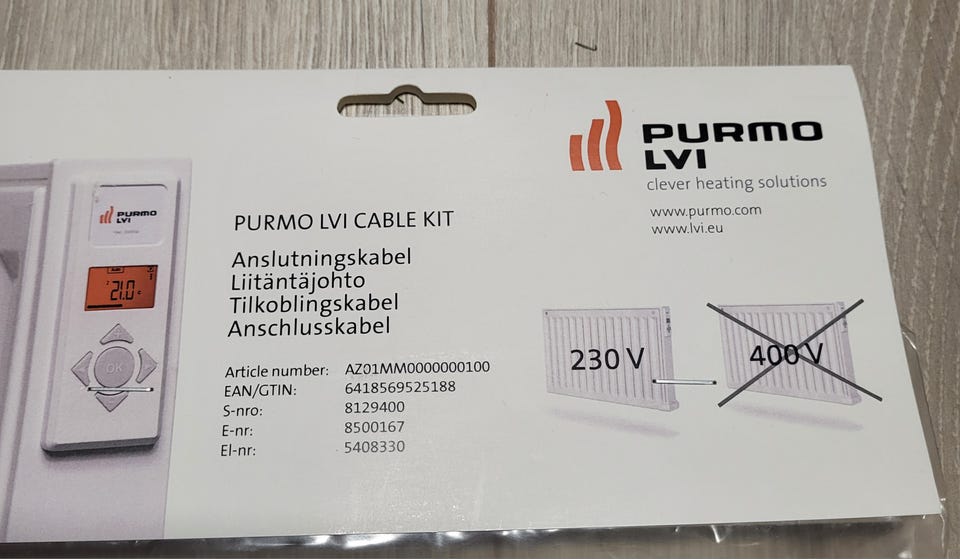 PURMO
LVI
clever heating solutions
www.purmo.com
www.lvi.eu
PURMO
LVI
21.0
OK
PURMO LVI CABLE KIT
Anslutningskabel
Liitäntäjohto
Tilkoblingskabel
Anschlusskabel
Article number: AZ01MM0000000100
EAN/GTIN: 6418569525188
S-nro: 8129400
E-nr: 8500167
El-nr: 5408330
230 V
400 V